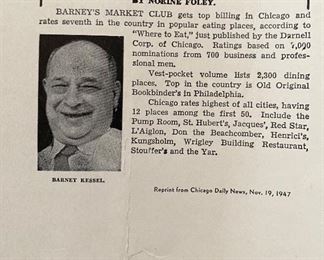 BY NORINE FOLEY.
BARNEY'S MARKET CLUB gets top billing in Chicago and
rates seventh in the country in popular eating places, according to
"Where to Eat," just published by the Darnell
Corp. of Chicago. Ratings based on 7,000
nominations from 700 business and profes-
sional men.
Vest-pocket volume lists 2,300 dining
places. Top in the country is Old Original
Bookbinder's in Philadelphia.
Chicago rates highest of all cities, having
12 places among the first 50. Include the
Pump Room, St. Hubert's, Jacques', Red Star,
L'Aiglon, Don the Beachcomber, Henrici's,
Kungsholm, Wrigley Building Restaurant,
Stouffer's and the Yar.
BARNEY KESSEL.
Reprint from Chicago Daily News, Nov. 19, 1947